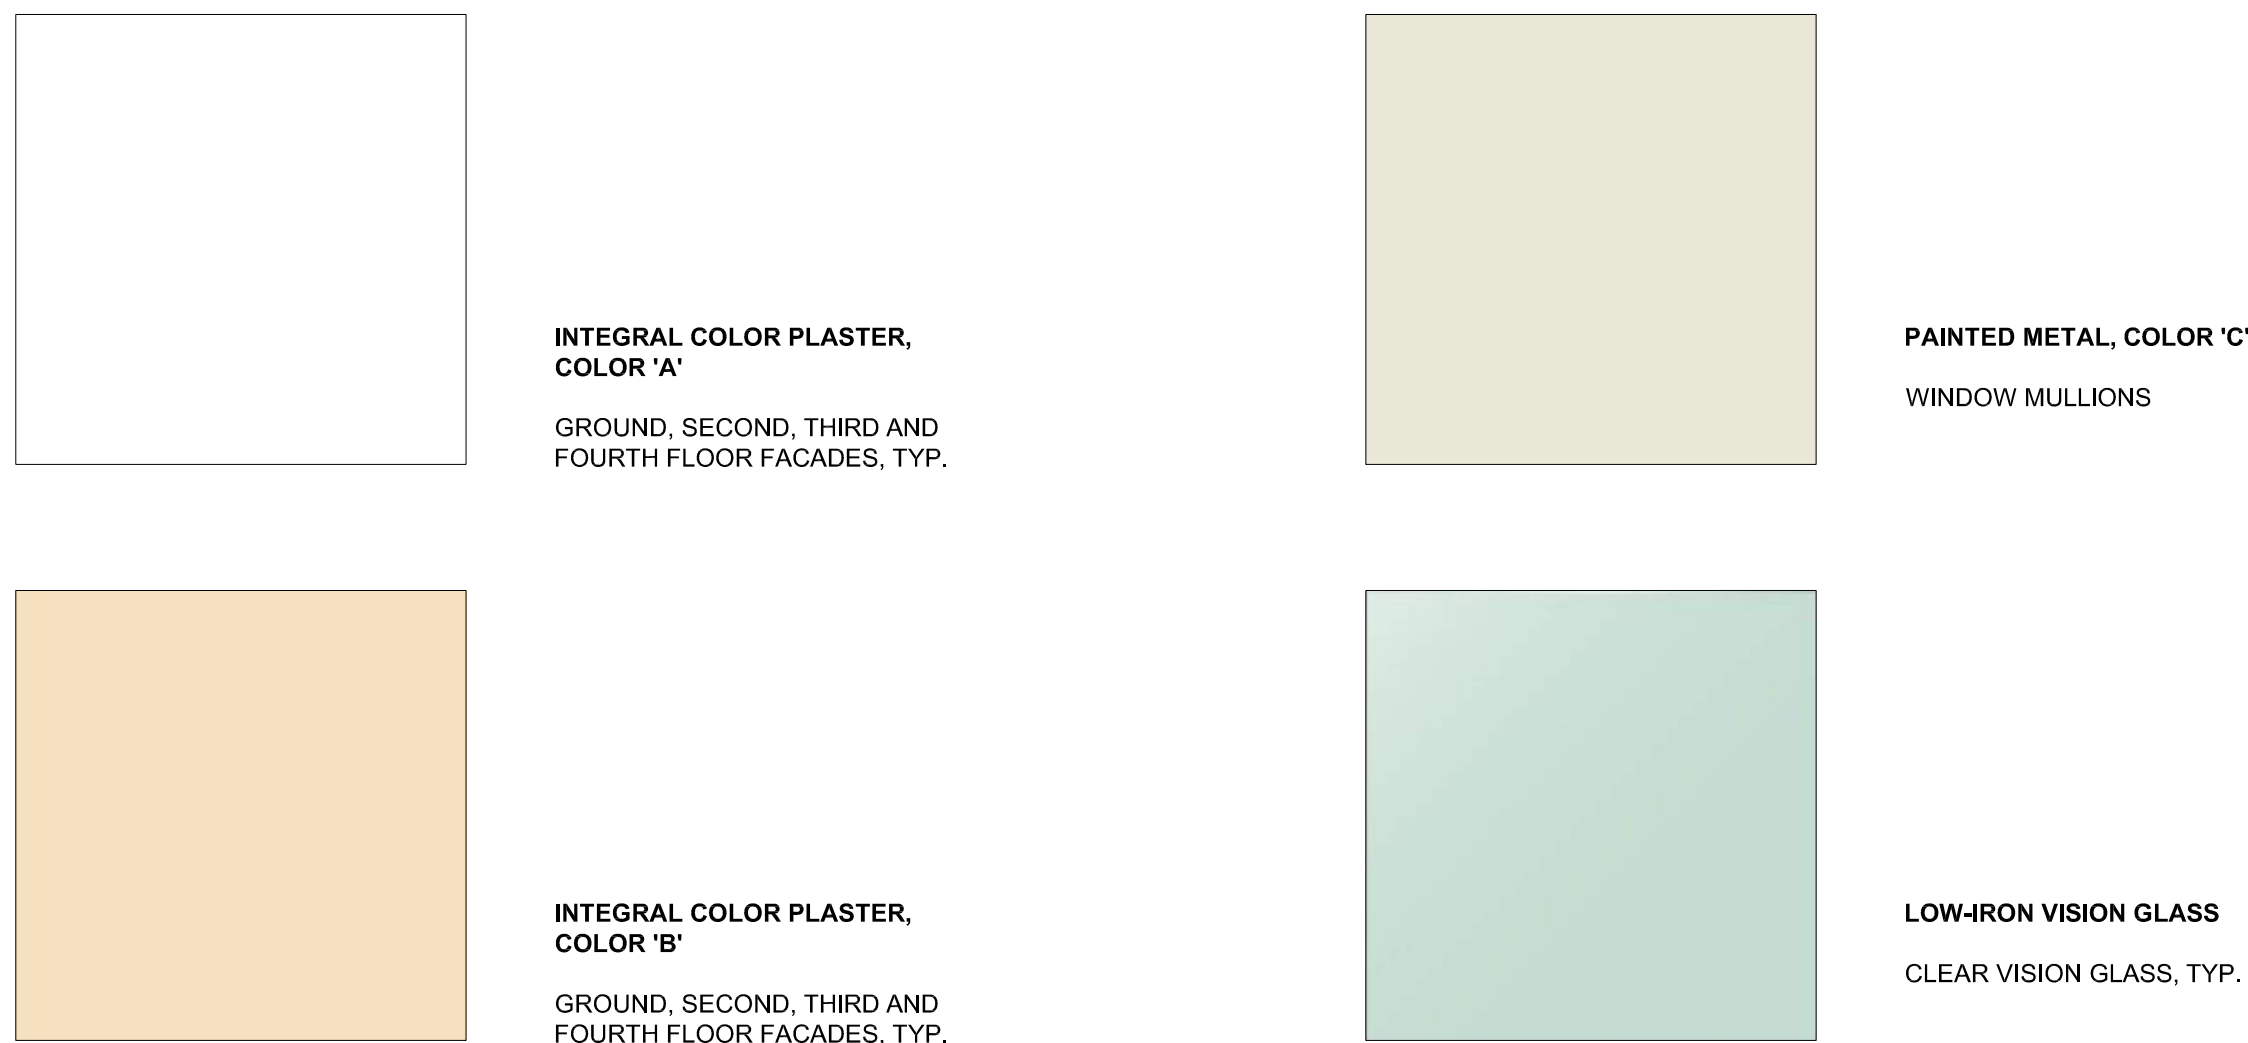 INTEGRAL COLOR PLASTER,
COLOR 'A'
GROUND, SECOND, THIRD AND
FOURTH FLOOR FACADES, TYP.
PAINTED METAL, COLOR 'C'
WINDOW MULLIONS
INTEGRAL COLOR PLASTER,
COLOR 'B'
GROUND, SECOND, THIRD AND
FOURTH FLOOR FACADES, TYP.
LOW-IRON VISION GLASS
CLEAR VISION GLASS, TYP.